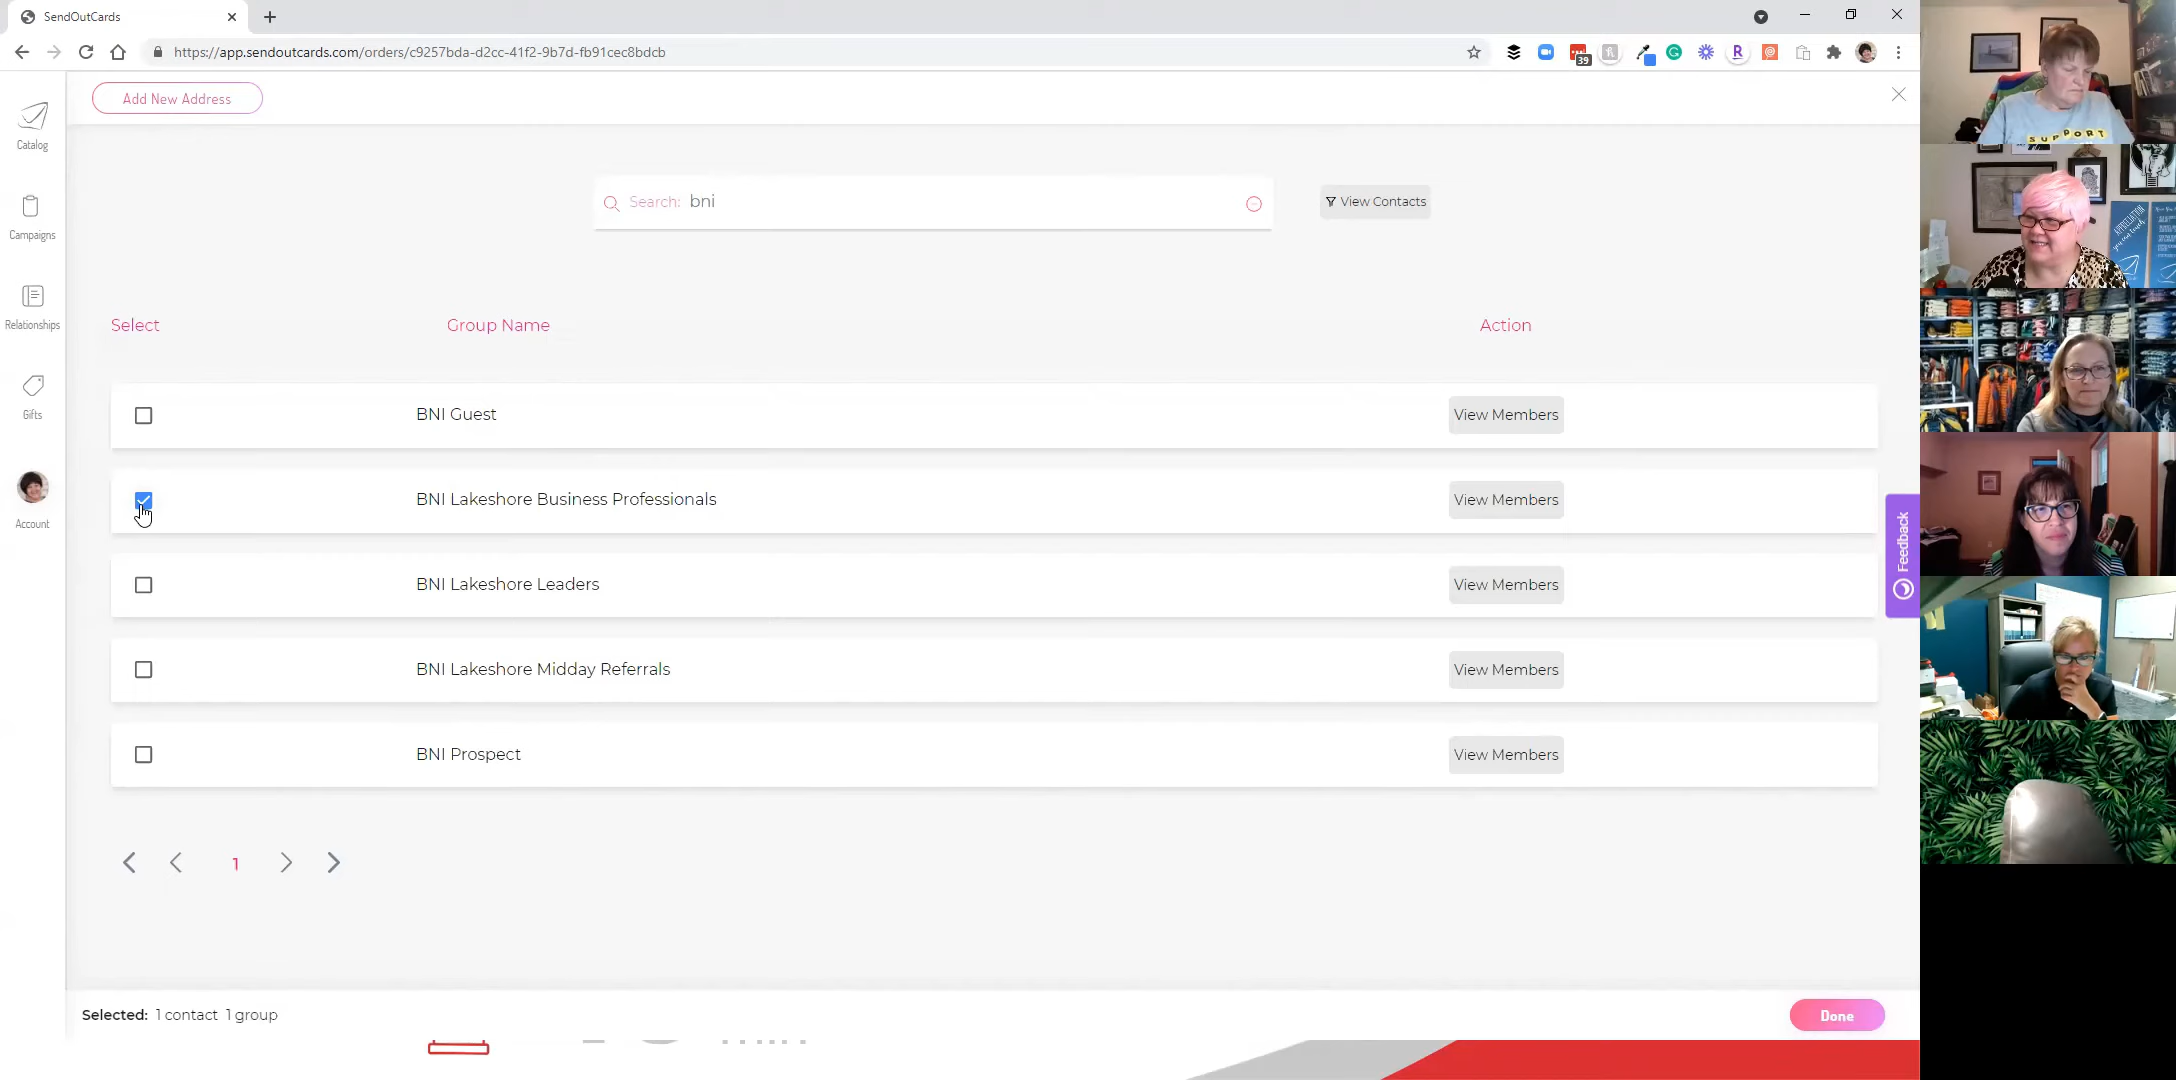 SendOutCards
https://app.sendoutcards.com/orders/c9257bda-d2cc-41f2-9b7d-fb91cec8bdcb
39
R
Add New Address
Catalog
Campaigns
Relationships
Gifts
Account
Search: bni
View Contacts
Select Group Name Action
BNI Guest View Members
BNI Lakeshore Business Professionals View Members
BNI Lakeshore Leaders View Members
BNI Lakeshore Midday Referrals View Members
BNI Prospect View Members
1
Feedback
Selected: 1 contact 1 group
Done
SUPPORT
APPRECIATION